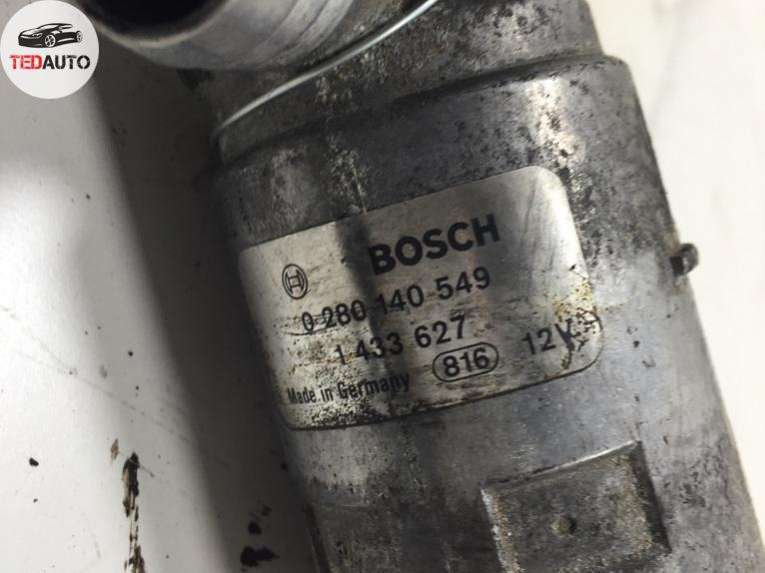 TEDAUTO
BOSCH
0 280 140 549
1 433 627
Made in Germany 816 12V